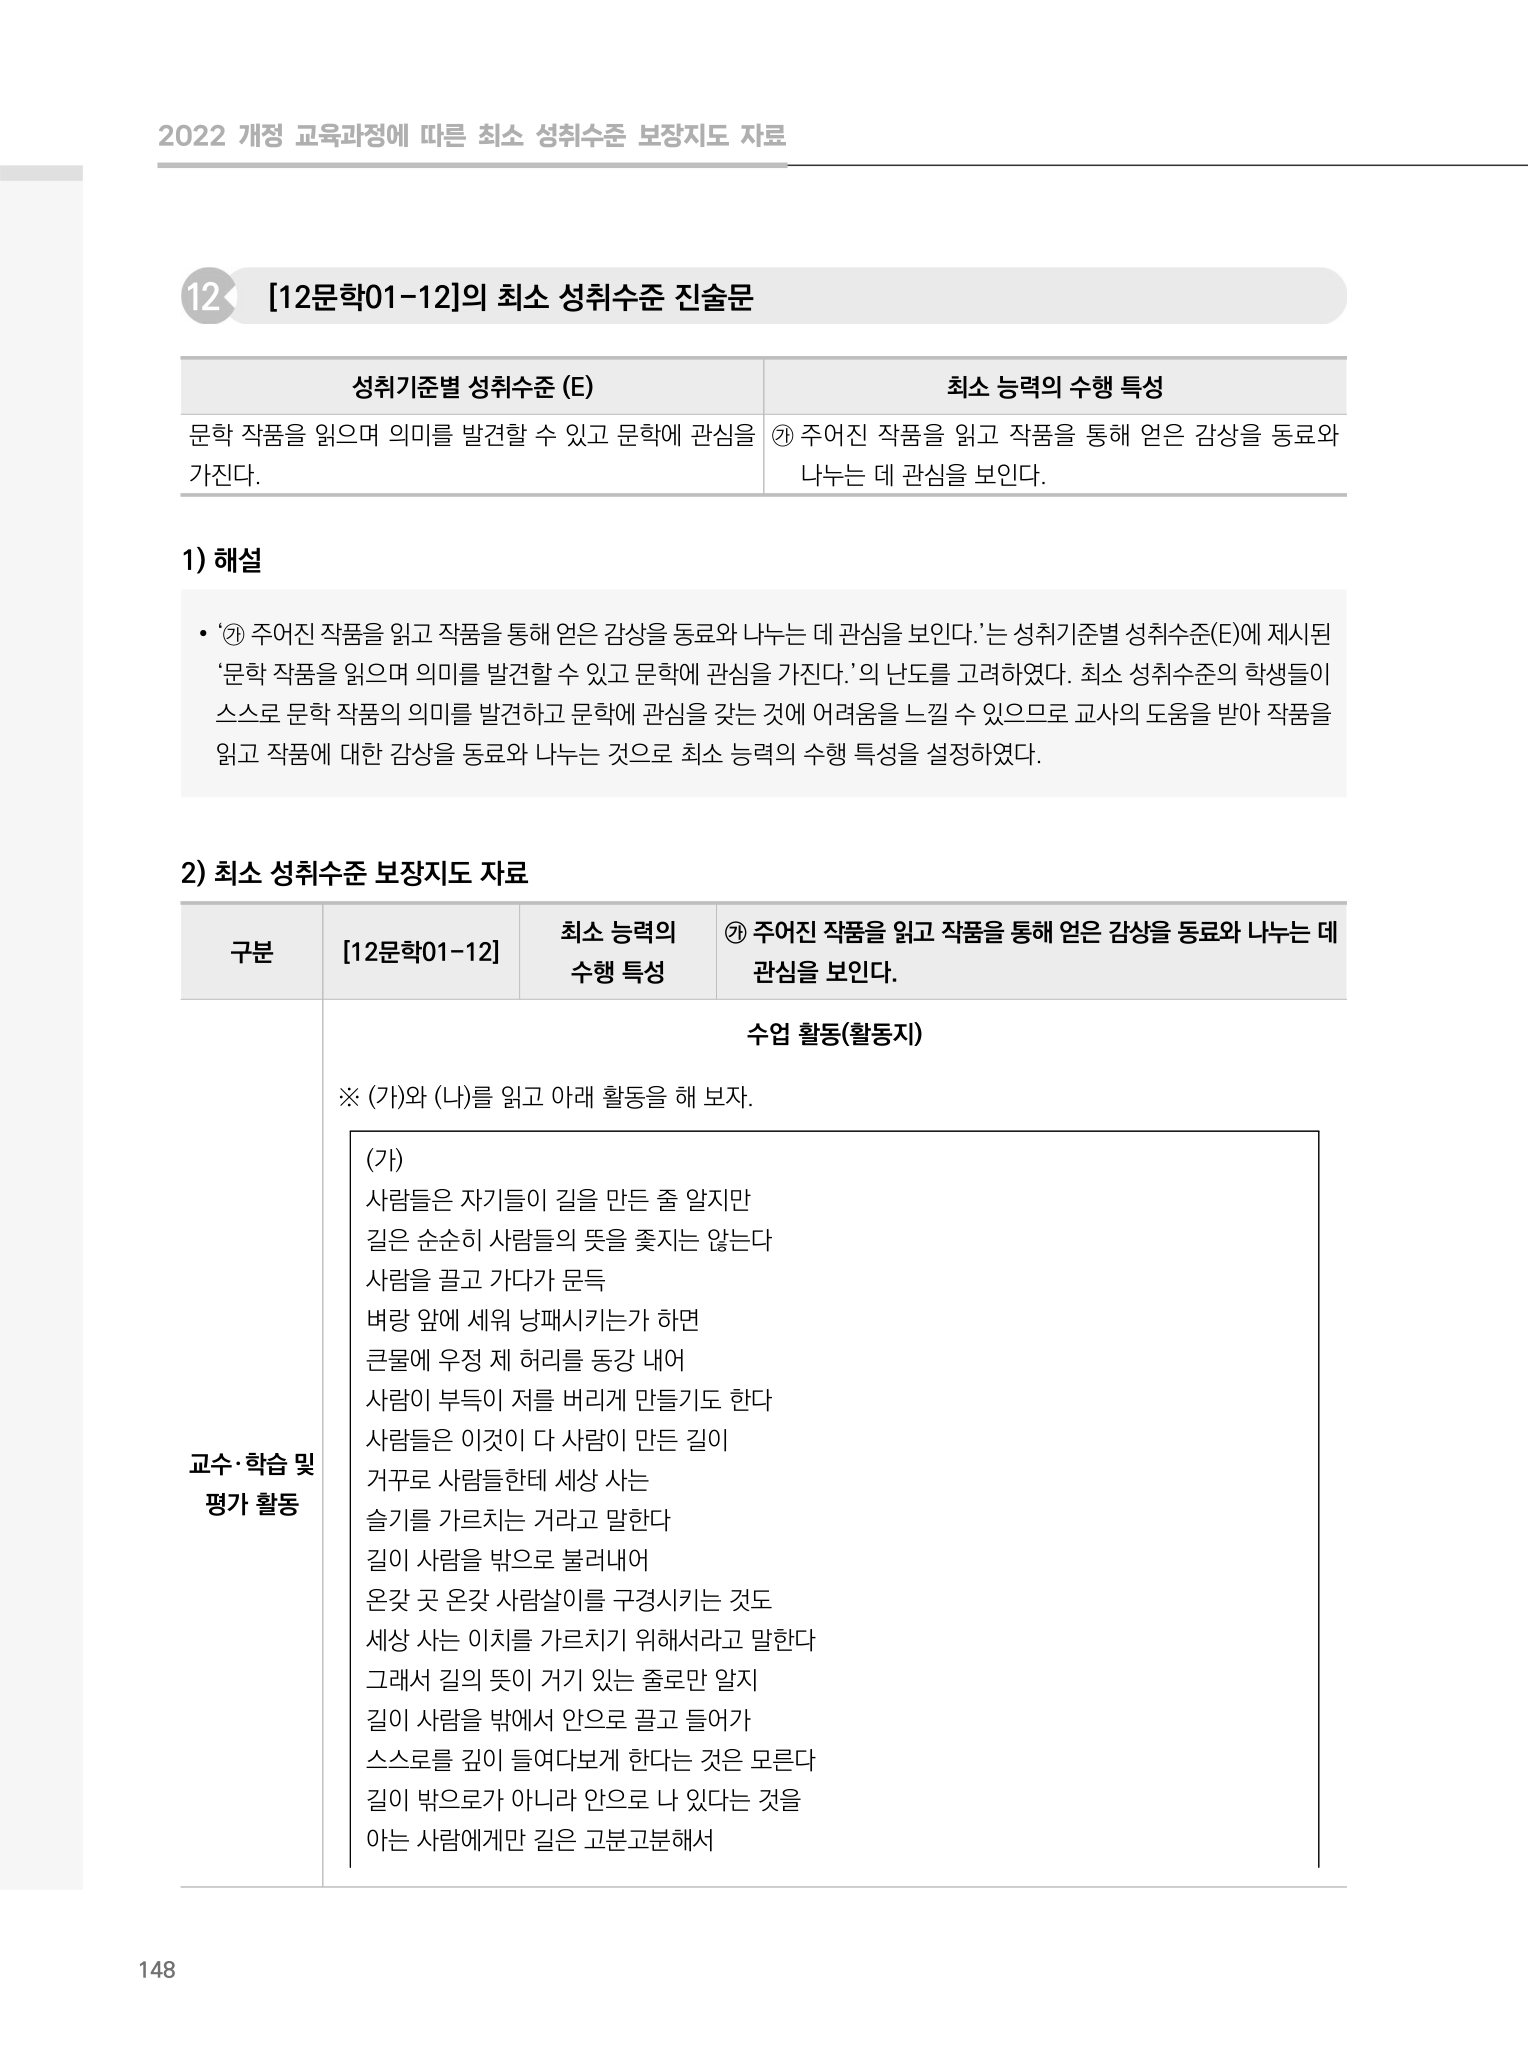 2022 개정 교육과정에 따른 최소 성취수준 보장지도 자료
12 [12문학01-12]의 최소 성취수준 진술문
성취기준별 성취수준 (E) 최소 능력의 수행 특성
문학 작품을 읽으며 의미를 발견할 수 있고 문학에 관심을
가진다.
㉮ 주어진 작품을 읽고 작품을 통해 얻은 감상을 동료와
나누는 데 관심을 보인다.
1) 해설
• ‘㉮ 주어진 작품을 읽고 작품을 통해 얻은 감상을 동료와 나누는 데 관심을 보인다.’는 성취기준별 성취수준(E)에 제시된
‘문학 작품을 읽으며 의미를 발견할 수 있고 문학에 관심을 가진다.’의 난도를 고려하였다. 최소 성취수준의 학생들이
스스로 문학 작품의 의미를 발견하고 문학에 관심을 갖는 것에 어려움을 느낄 수 있으므로 교사의 도움을 받아 작품을
읽고 작품에 대한 감상을 동료와 나누는 것으로 최소 능력의 수행 특성을 설정하였다.
2) 최소 성취수준 보장지도 자료
구분
[12문학01-12]
최소 능력의
수행 특성
㉮ 주어진 작품을 읽고 작품을 통해 얻은 감상을 동료와 나누는 데
관심을 보인다.
교수·학습 및
평가 활동
수업 활동(활동지)
※ (가)와 (나)를 읽고 아래 활동을 해 보자.
(가)
사람들은 자기들이 길을 만든 줄 알지만
길은 순순히 사람들의 뜻을 좇지는 않는다
사람을 끌고 가다가 문득
벼랑 앞에 세워 낭패시키는가 하면
큰물에 우정 제 허리를 동강 내어
사람이 부득이 저를 버리게 만들기도 한다
사람들은 이것이 다 사람이 만든 길이
거꾸로 사람들한테 세상 사는
슬기를 가르치는 거라고 말한다
길이 사람을 밖으로 불러내어
온갖 곳 온갖 사람살이를 구경시키는 것도
세상 사는 이치를 가르치기 위해서라고 말한다
그래서 길의 뜻이 거기 있는 줄로만 알지
길이 사람을 밖에서 안으로 끌고 들어가
스스로를 깊이 들여다보게 한다는 것은 모른다
길이 밖으로가 아니라 안으로 나 있다는 것을
아는 사람에게만 길은 고분고분해서
148